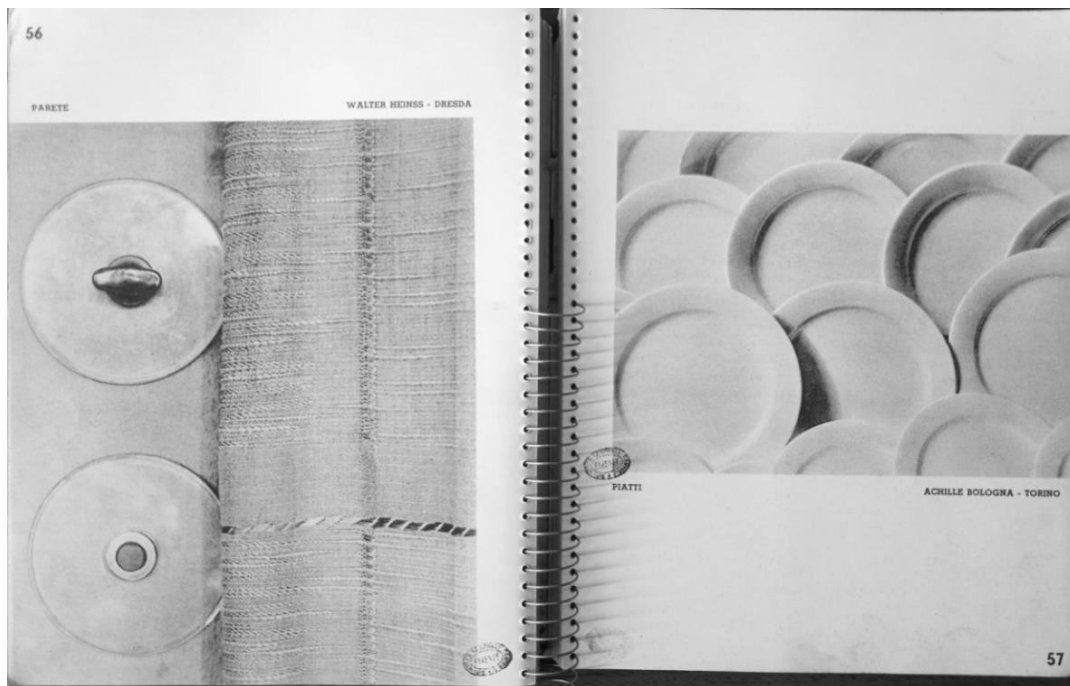 56
PARETE
WALTER HEINSS - DRESDA
PIATTI
ACHILLE BOLOGNA - TORINO
57